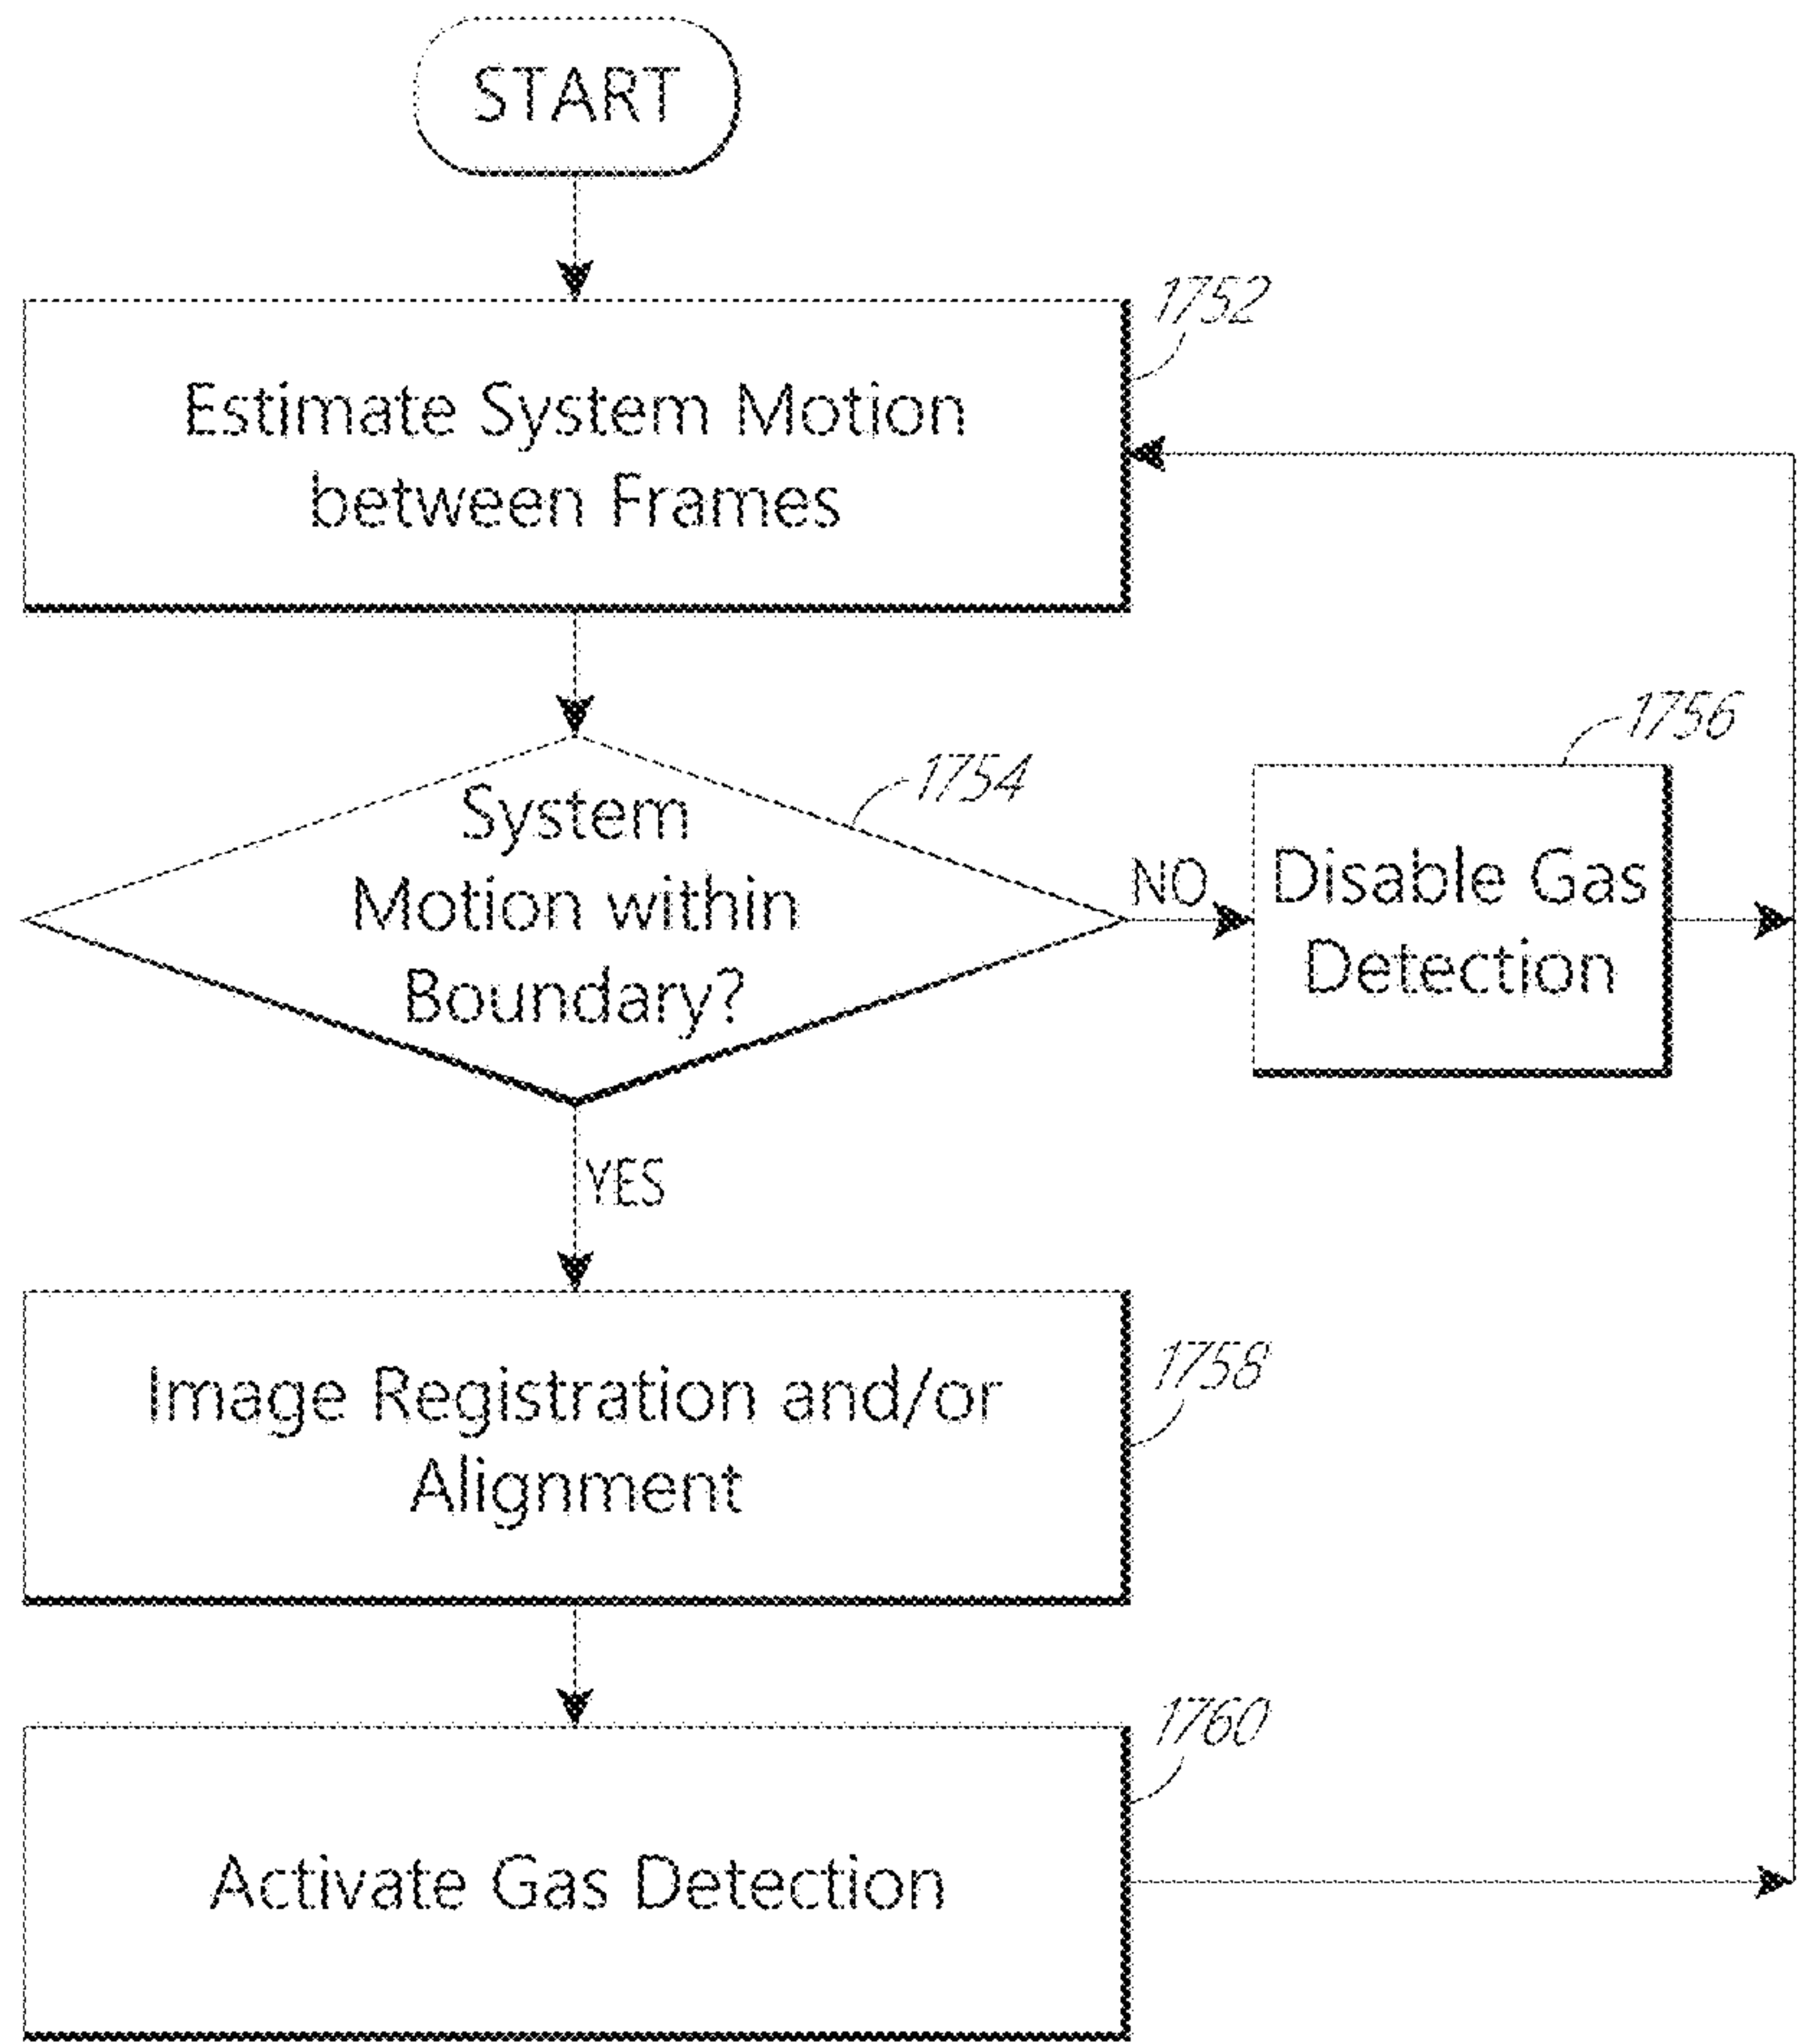 START
1752
Estimate System Motion
between Frames
1754
System
Motion within
Boundary?
NO
1756
Disable Gas
Detection
YES
1758
Image Registration and/or
Alignment
1760
Activate Gas Detection